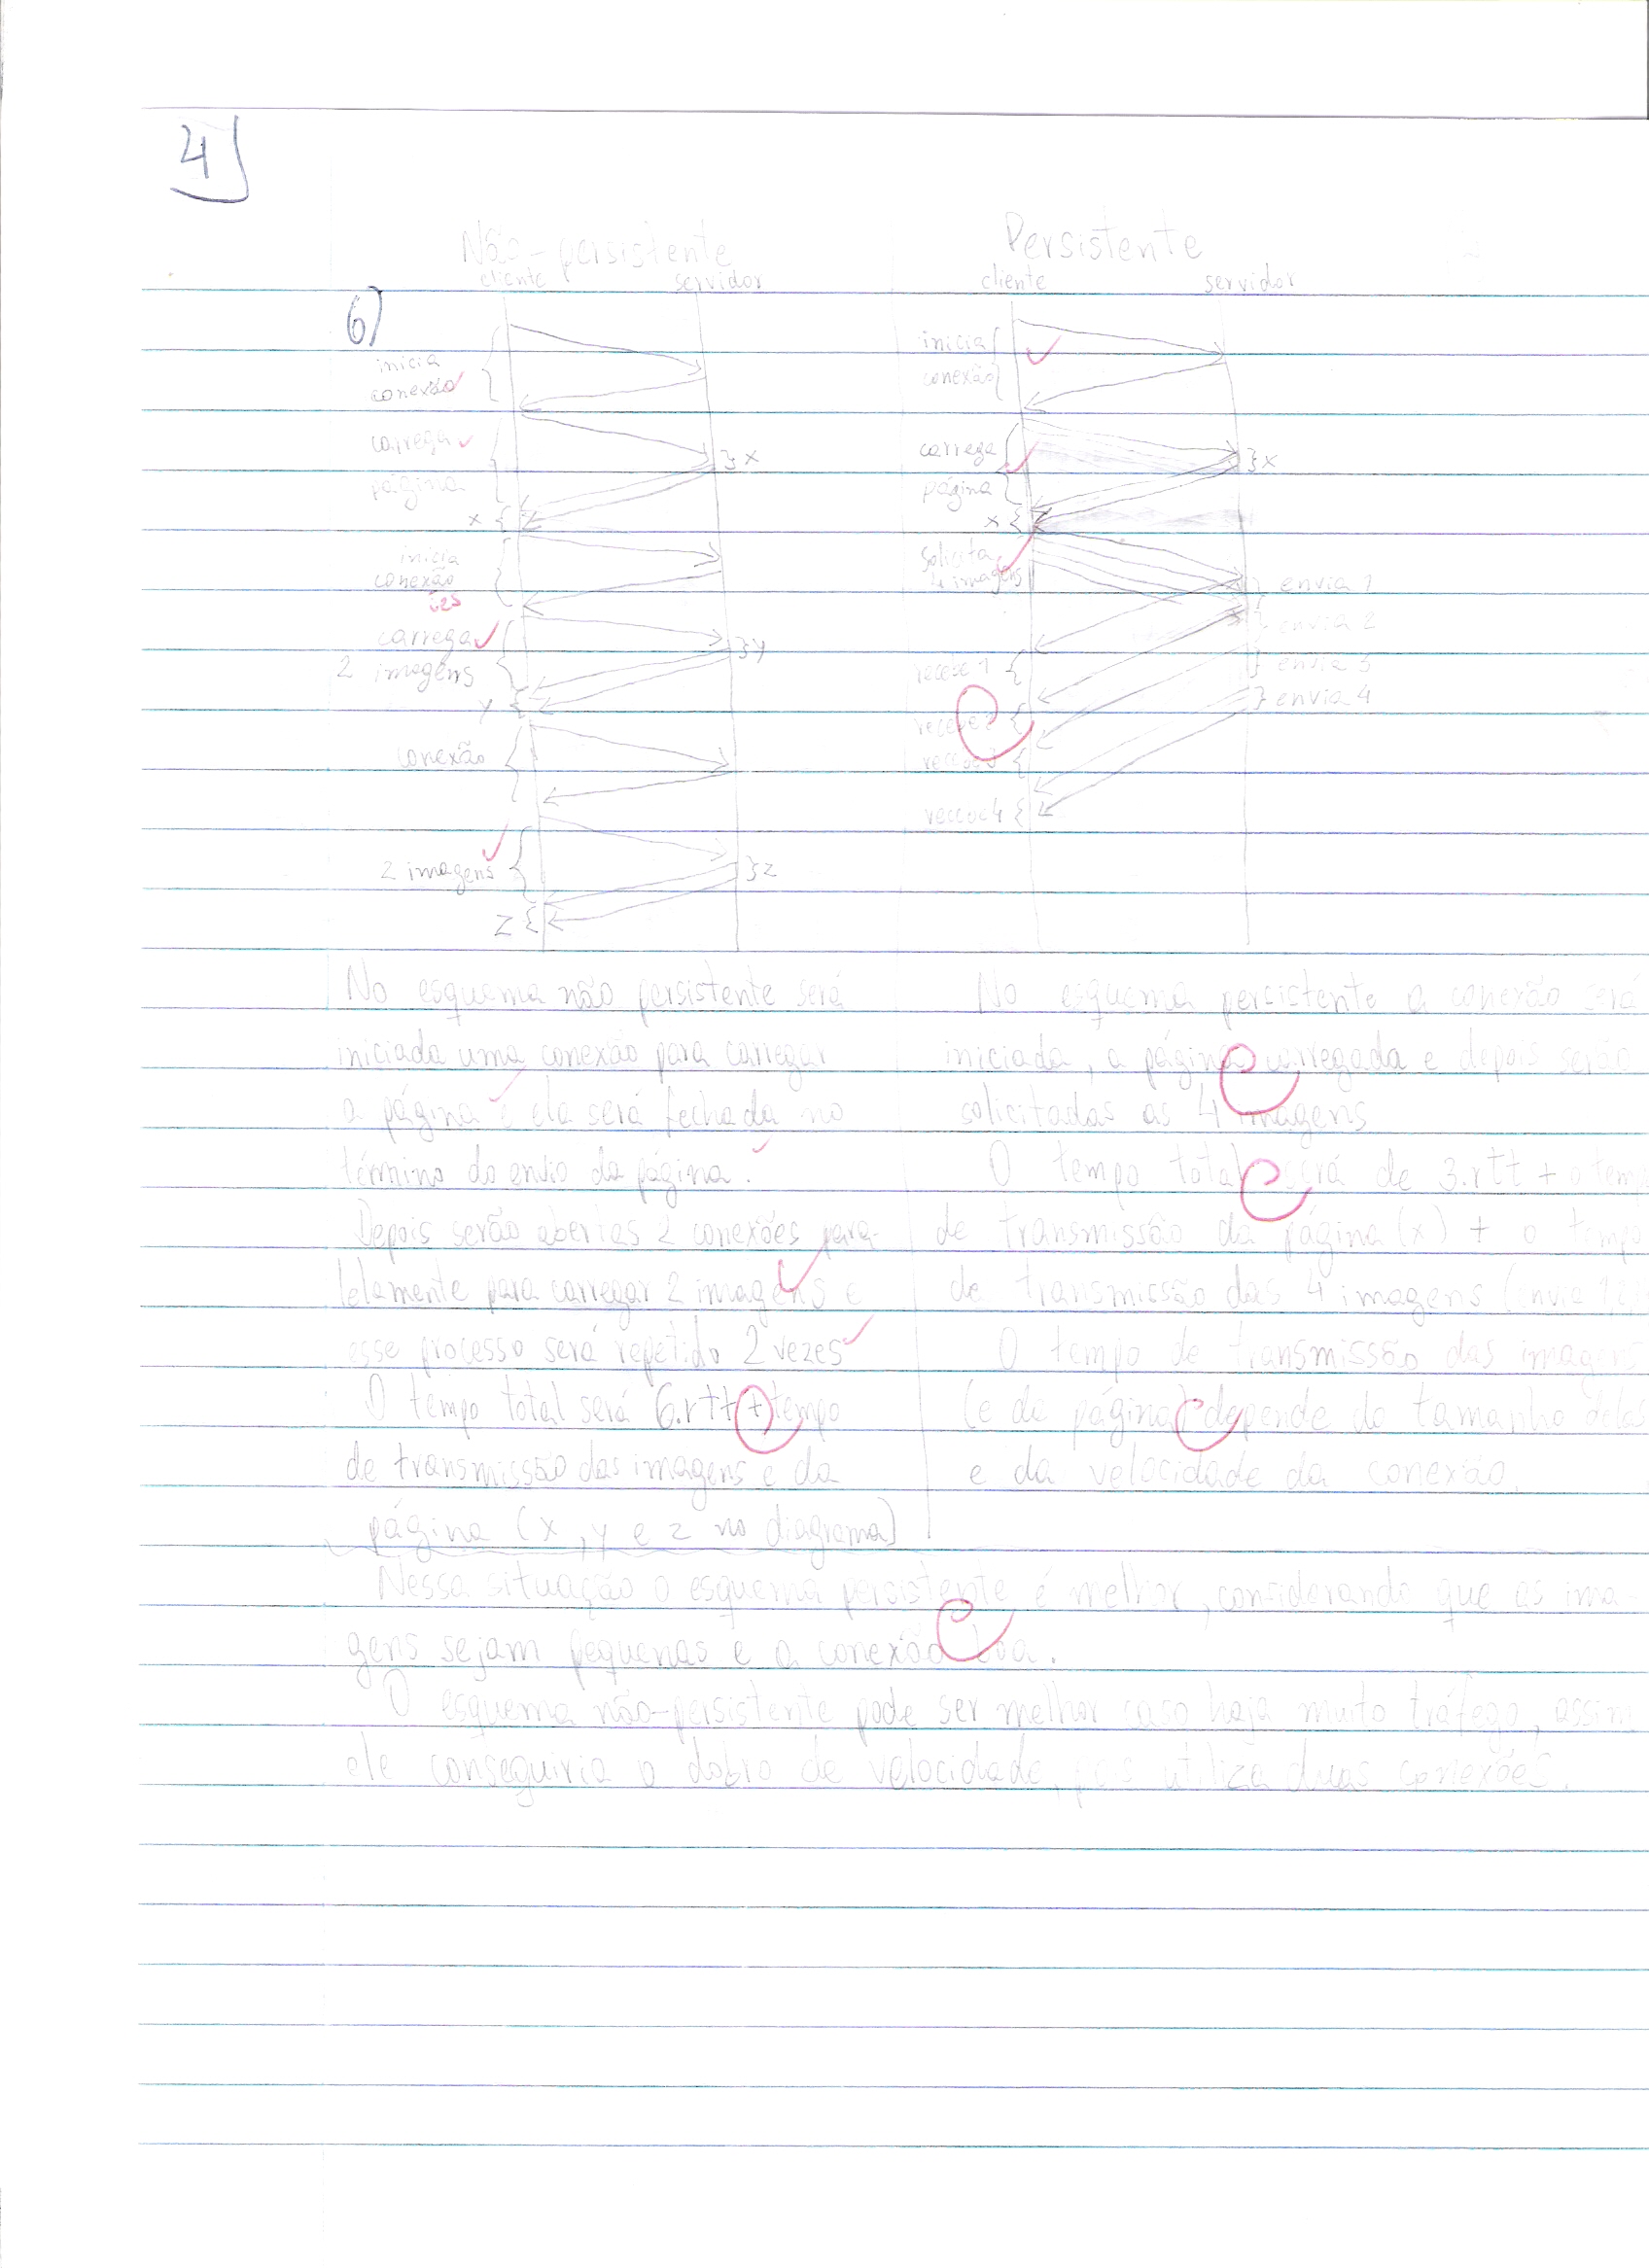 4)
Não-persistente
cliente servidor
6)
inicia
conexão
carrega
página
x
x
inicia
conexão
carrega
2 imagens
y
y
conexão
2 imagens
z
z
Persistente
cliente servidor
inicia
conexão
carrega
página
x
x
solicita
4 imagens
envia 1
envia 2
envia 3
envia 4
recebe 1
recebe 2
recebe 3
recebe 4
No esquema não persistente será
iniciada uma conexão para carregar
a página e ela será fechada no
término do envio da página.
Depois serão abertas 2 conexões para-
lelamente para carregar 2 imagens e
esse processo será repetido 2 vezes
O tempo total será 6.rtt + tempo
de transmissão das imagens e da
página (x, y e z no diagrama)
No esquema persistente a conexão será
iniciada, a página carregada e depois serão
solicitadas as 4 imagens
O tempo total será de 3.rtt + o
de transmissão da página (x) + o tempo
de transmissão das 4 imagens (envia 1,
O tempo de transmissão das imagens
(e da página) depende do tamanho
e da velocidade da conexão.
Nessa situação o esquema persistente é melhor, considerando que as ima-
gens sejam pequenas e a conexão boa.
O esquema não-persistente pode ser melhor caso haja muito tráfego, assim
ele conseguiria o dobro de velocidade, pois utiliza duas conexões.